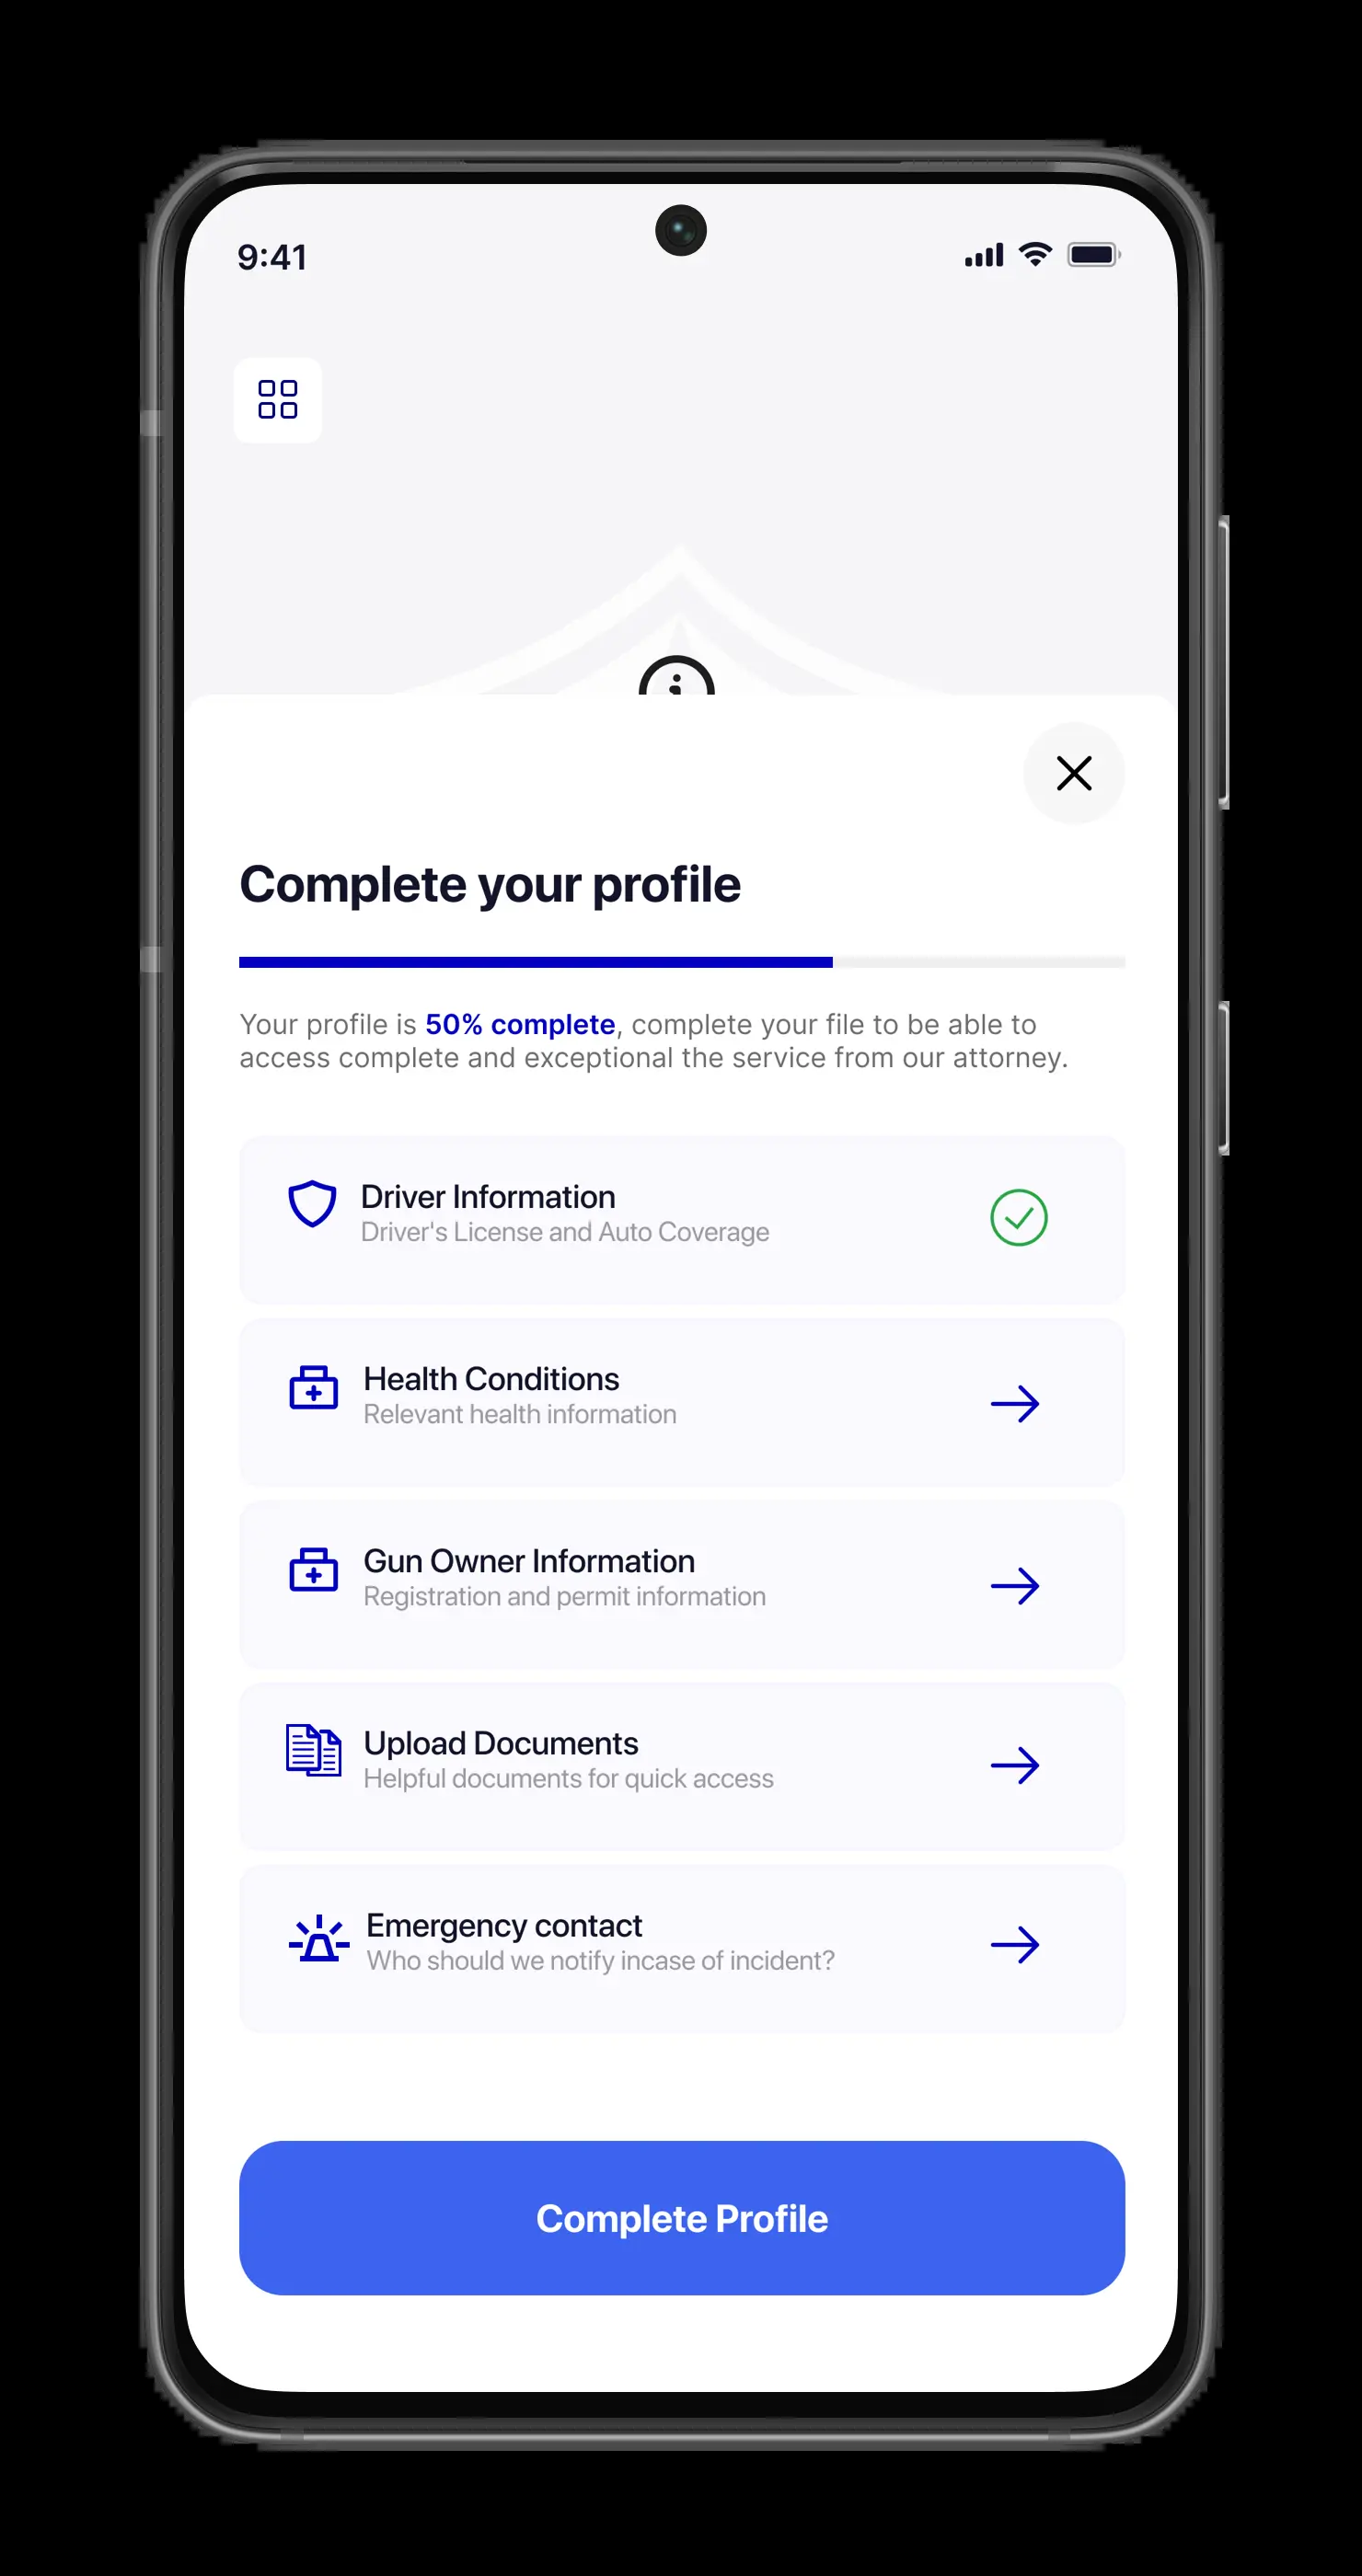 9:41
Complete your profile
Your profile is 50% complete, complete your file to be able to
access complete and exceptional the service from our attorney.
Driver Information
Driver's License and Auto Coverage
Health Conditions
Relevant health information
Gun Owner Information
Registration and permit information
Upload Documents
Helpful documents for quick access
Emergency contact
Who should we notify incase of incident?
Complete Profile